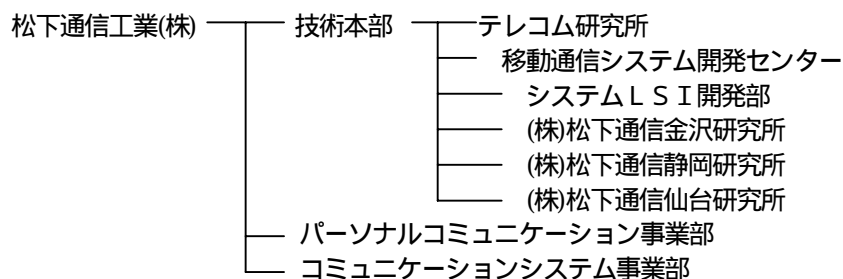 松下通信工業(株) 技術本部 テレコム研究所
移動通信システム開発センター
システムＬＳＩ開発部
(株)松下通信金沢研究所
(株)松下通信静岡研究所
(株)松下通信仙台研究所
パーソナルコミュニケーション事業部
コミュニケーションシステム事業部